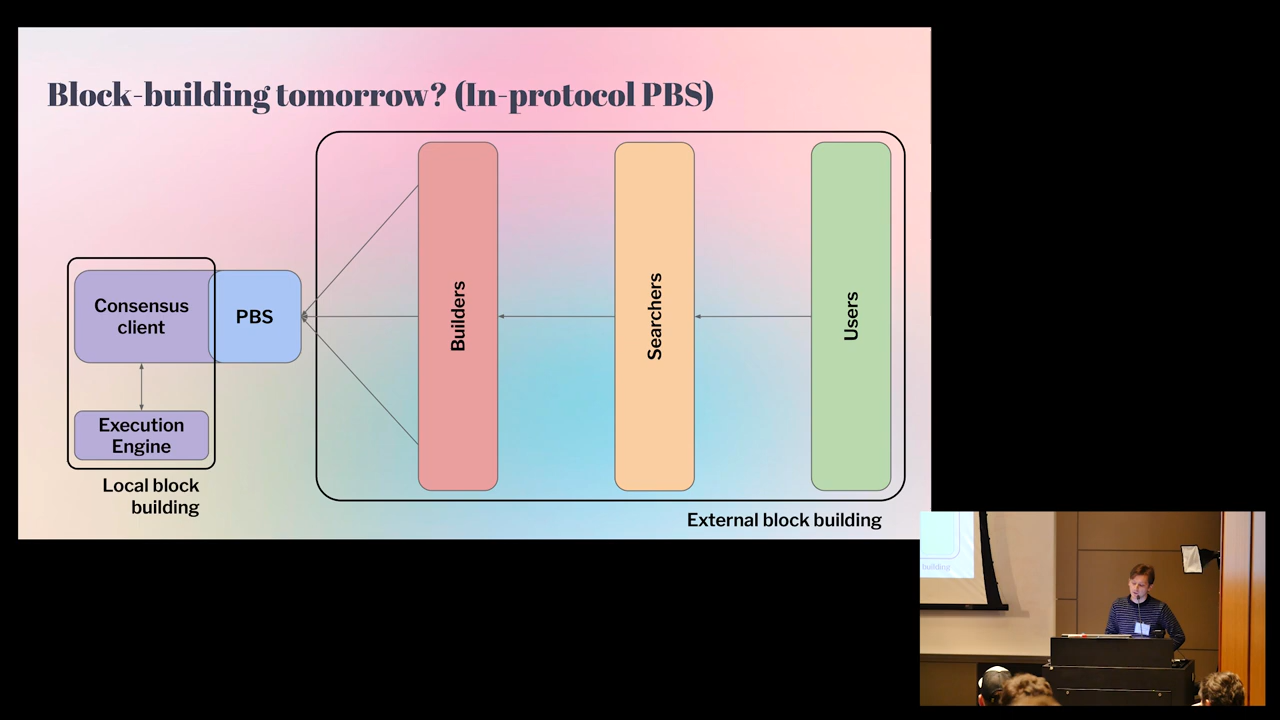 Block-building tomorrow? (In-protocol PBS)
Consensus
client
PBS
Execution
Engine
Local block
building
Builders
Searchers
Users
External block building
building